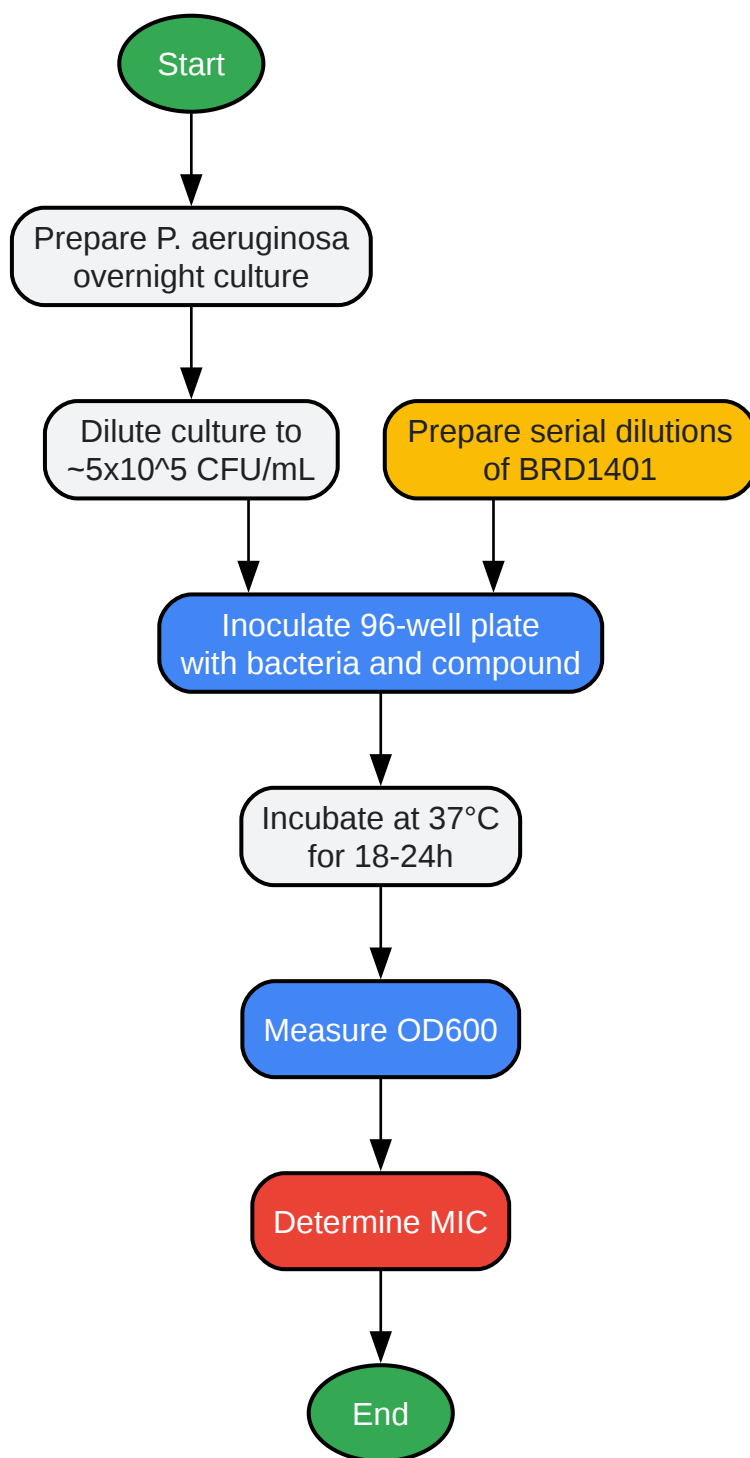 Start
Prepare P. aeruginosa
overnight culture
Dilute culture to
~5x10^5 CFU/mL
Prepare serial dilutions
of BRD1401
Inoculate 96-well plate
with bacteria and compound
Incubate at 37°C
for 18-24h
Measure OD600
Determine MIC
End